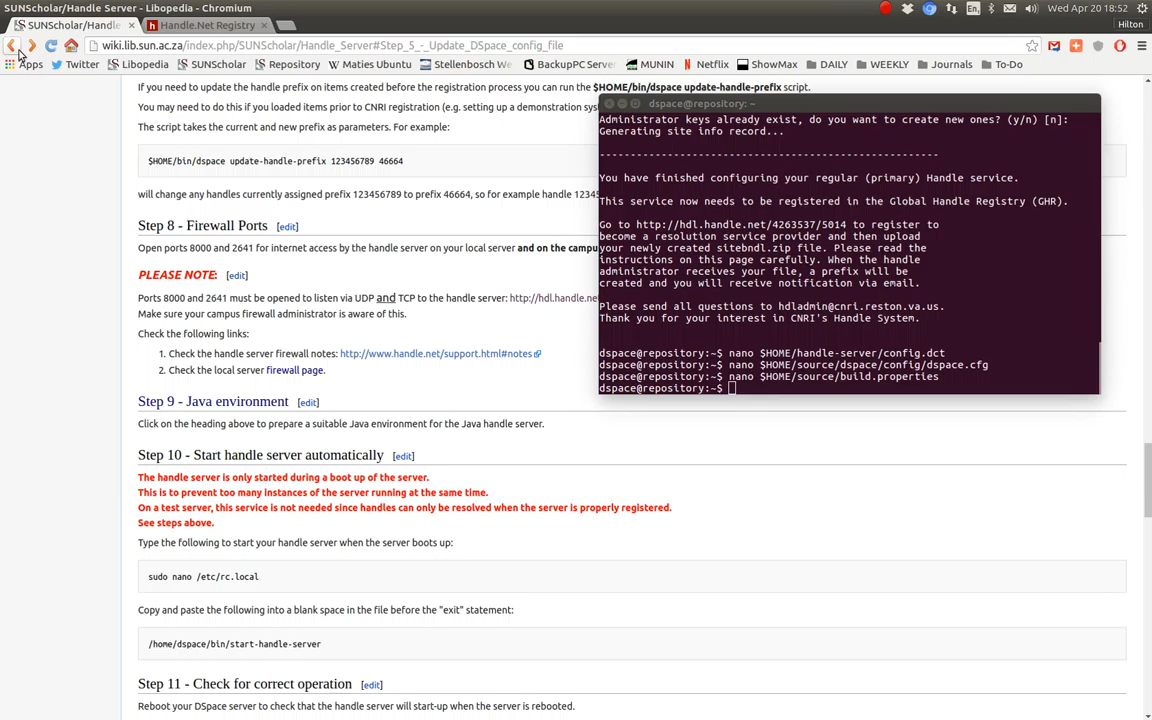 SUNScholar/Handle Server - Libopedia - Chromium
En
Wed Apr 20 18:52
SUNScholar/Handle
Handle.Net Registry
Hilton
wiki.lib.sun.ac.za/index.php/SUNScholar/Handle_Server#Step_5_-_Update_DSpace_config_file
Apps Twitter Libopedia SUNScholar Repository Maties Ubuntu Stellenbosch We BackupPC Server MUNIN Netflix ShowMax DAILY WEEKLY Journals To-Do
If you need to update the handle prefix on items created before the registration process you can run the $HOME/bin/dspace update-handle-prefix script.
You may need to do this if you loaded items prior to CNRI registration (e.g. setting up a demonstration sys
The script takes the current and new prefix as parameters. For example:
$HOME/bin/dspace update-handle-prefix 123456789 46664
will change any handles currently assigned prefix 123456789 to prefix 46664, so for example handle 1234
Step 8 - Firewall Ports [edit]
Open ports 8000 and 2641 for internet access by the handle server on your local server and on the campu
PLEASE NOTE: [edit]
Ports 8000 and 2641 must be opened to listen via UDP and TCP to the handle server: http://hdl.handle.ne
Make sure your campus firewall administrator is aware of this.
Check the following links:
1. Check the handle server firewall notes: http://www.handle.net/support.html#notes
2. Check the local server firewall page.
Step 9 - Java environment [edit]
Click on the heading above to prepare a suitable Java environment for the Java handle server.
Step 10 - Start handle server automatically [edit]
The handle server is only started during a boot up of the server.
This is to prevent too many instances of the server running at the same time.
On a test server, this service is not needed since handles can only be resolved when the server is properly registered.
See steps above.
Type the following to start your handle server when the server boots up:
sudo nano /etc/rc.local
Copy and paste the following into a blank space in the file before the "exit" statement:
/home/dspace/bin/start-handle-server
Step 11 - Check for correct operation [edit]
Reboot your DSpace server to check that the handle server will start-up when the server is rebooted.
dspace@repository: ~
Administrator keys already exist, do you want to create new ones? (y/n) [n]:
Generating site info record...
-------------------------------------------------------
You have finished configuring your regular (primary) Handle service.
This service now needs to be registered in the Global Handle Registry (GHR).
Go to http://hdl.handle.net/4263537/5014 to register to
become a resolution service provider and then upload
your newly created sitebndl.zip file. Please read the
instructions on this page carefully. When the handle
administrator receives your file, a prefix will be
created and you will receive notification via email.
Please send all questions to hdladmin@cnri.reston.va.us.
Thank you for your interest in CNRI's Handle System.
dspace@repository:~$ nano $HOME/handle-server/config.dct
dspace@repository:~$ nano $HOME/source/dspace/config/dspace.cfg
dspace@repository:~$ nano $HOME/source/build.properties
dspace@repository:~$